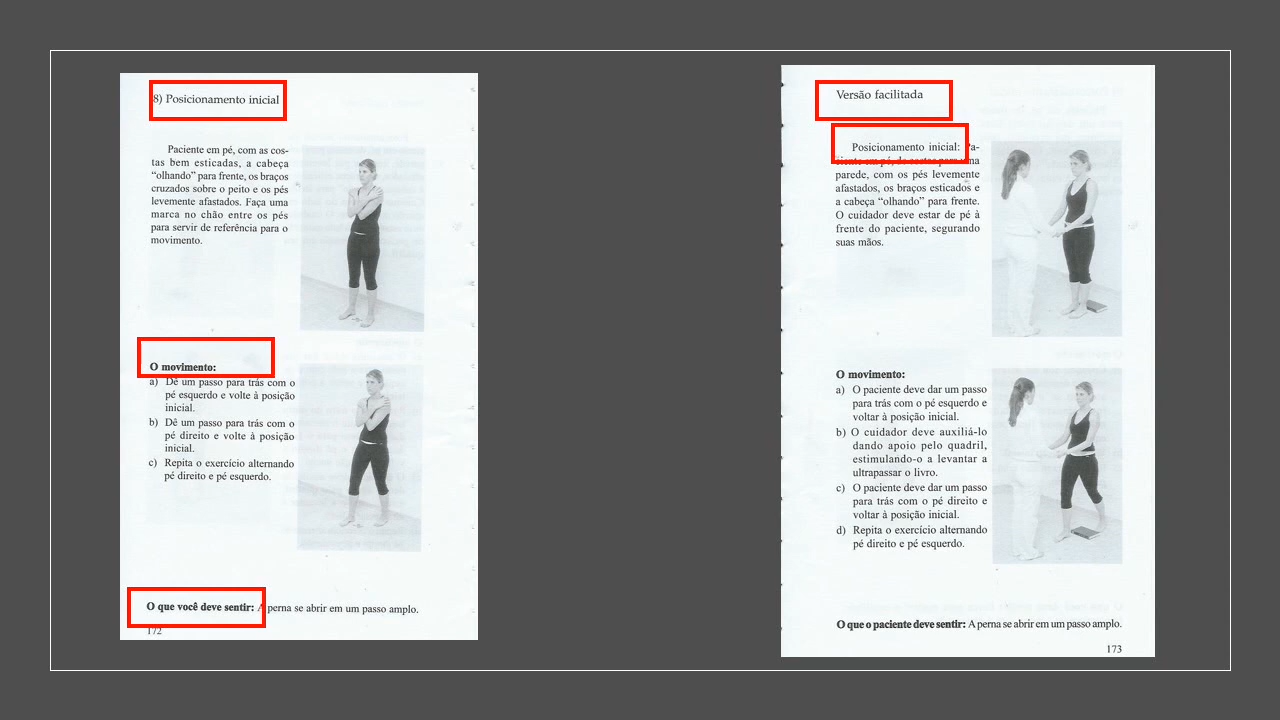 8) Posicionamento inicial
Paciente em pé, com as cos-
tas bem esticadas, a cabeça
“olhando” para frente, os braços
cruzados sobre o peito e os pés
levemente afastados. Faça uma
marca no chão entre os pés
para servir de referência para o
movimento.
O movimento:
a) Dê um passo para trás com o
pé esquerdo e volte à posição
inicial.
b) Dê um passo para trás com o
pé direito e volte à posição
inicial.
c) Repita o exercício alternando
pé direito e pé esquerdo.
O que você deve sentir: A perna se abrir em um passo amplo.
172
Versão facilitada
Posicionamento inicial: Pa-
ciente em pé, de costas para uma
parede, com os pés levemente
afastados, os braços esticados e
a cabeça “olhando” para frente.
O cuidador deve estar de pé à
frente do paciente, segurando
suas mãos.
O movimento:
a) O paciente deve dar um passo
para trás com o pé esquerdo e
voltar à posição inicial.
b) O cuidador deve auxiliá-lo
dando apoio pelo quadril,
estimulando-o a levantar a
ultrapassar o livro.
c) O paciente deve dar um passo
para trás com o pé direito e
voltar à posição inicial.
d) Repita o exercício alternando
pé direito e pé esquerdo.
O que o paciente deve sentir: A perna se abrir em um passo amplo.
173